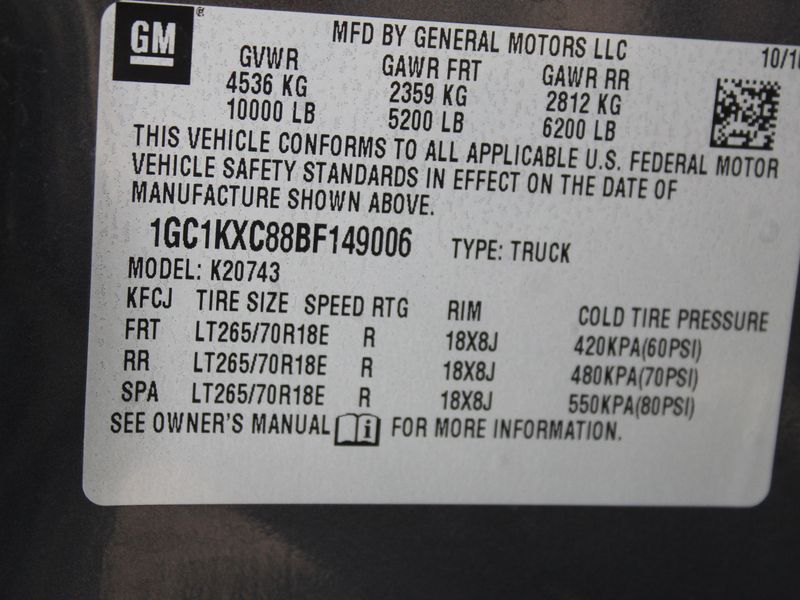 GM
MFD BY GENERAL MOTORS LLC
10/10
GVWR GAWR FRT GAWR RR
4536 KG 2359 KG 2812 KG
10000 LB 5200 LB 6200 LB
THIS VEHICLE CONFORMS TO ALL APPLICABLE U.S. FEDERAL MOTOR
VEHICLE SAFETY STANDARDS IN EFFECT ON THE DATE OF
MANUFACTURE SHOWN ABOVE.
1GC1KXC88BF149006 TYPE: TRUCK
MODEL: K20743
KFCJ TIRE SIZE SPEED RTG RIM COLD TIRE PRESSURE
FRT LT265/70R18E R 18X8J 420KPA(60PSI)
RR LT265/70R18E R 18X8J 480KPA(70PSI)
SPA LT265/70R18E R 18X8J 550KPA(80PSI)
SEE OWNER'S MANUAL i FOR MORE INFORMATION.